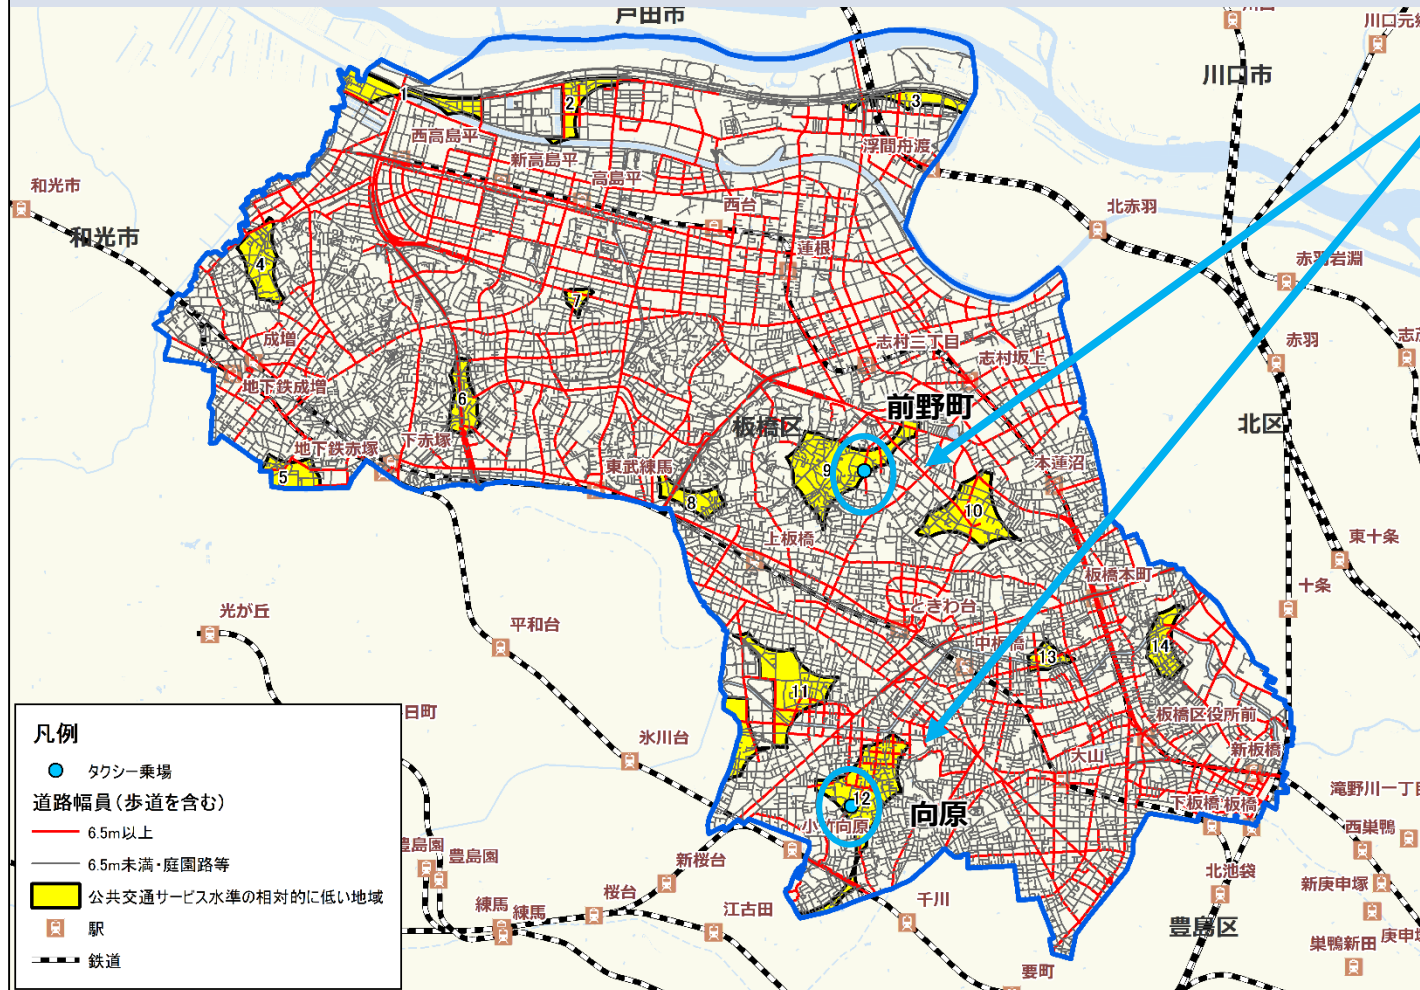 戸田市
川口
川口元郷
川口市
1
2
3
西高島平
新高島平
高島平
浮間舟渡
和光市
和光市
西台
北赤羽
蓮根
赤羽岩淵
4
7
成増
地下鉄成増
志村三丁目
志村坂上
赤羽
6
前野町
板橋区
北区
地下鉄赤塚
下赤塚
東武練馬
本蓮沼
5
9
8
10
上板橋
東十条
板橋本町
十条
光が丘
平和台
ときわ台
中板橋
13
14
11
板橋区役所前
氷川台
大山
新板橋
下板橋
板橋
滝野川一丁目
12
向原
小竹向原
西巣鴨
豊島園
豊島園
新桜台
北池袋
新庚申塚
練馬
練馬
桜台
江古田
千川
豊島区
巣鴨新田
要町
凡例
タクシー乗場
道路幅員(歩道を含む)
6.5m以上
6.5m未満・庭園路等
公共交通サービス水準の相対的に低い地域
駅
鉄道